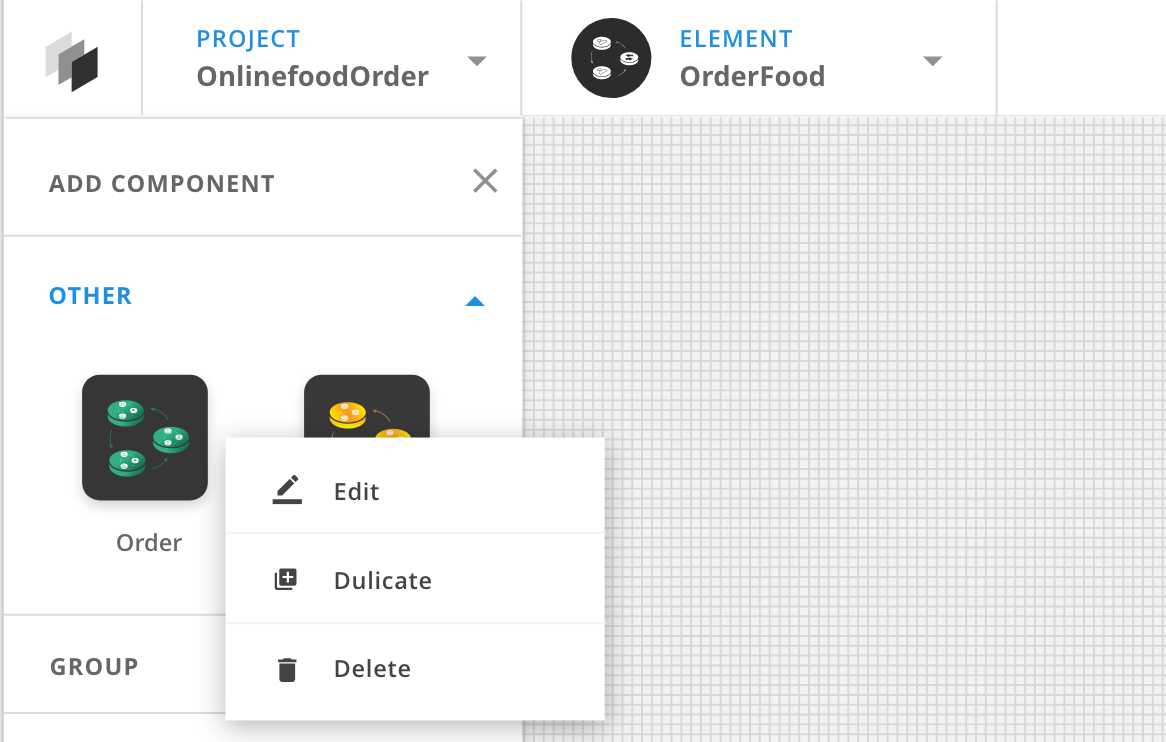 PROJECT
OnlinefoodOrder
ELEMENT
OrderFood
ADD COMPONENT
OTHER
Order
Edit
Dulicate
Delete
GROUP